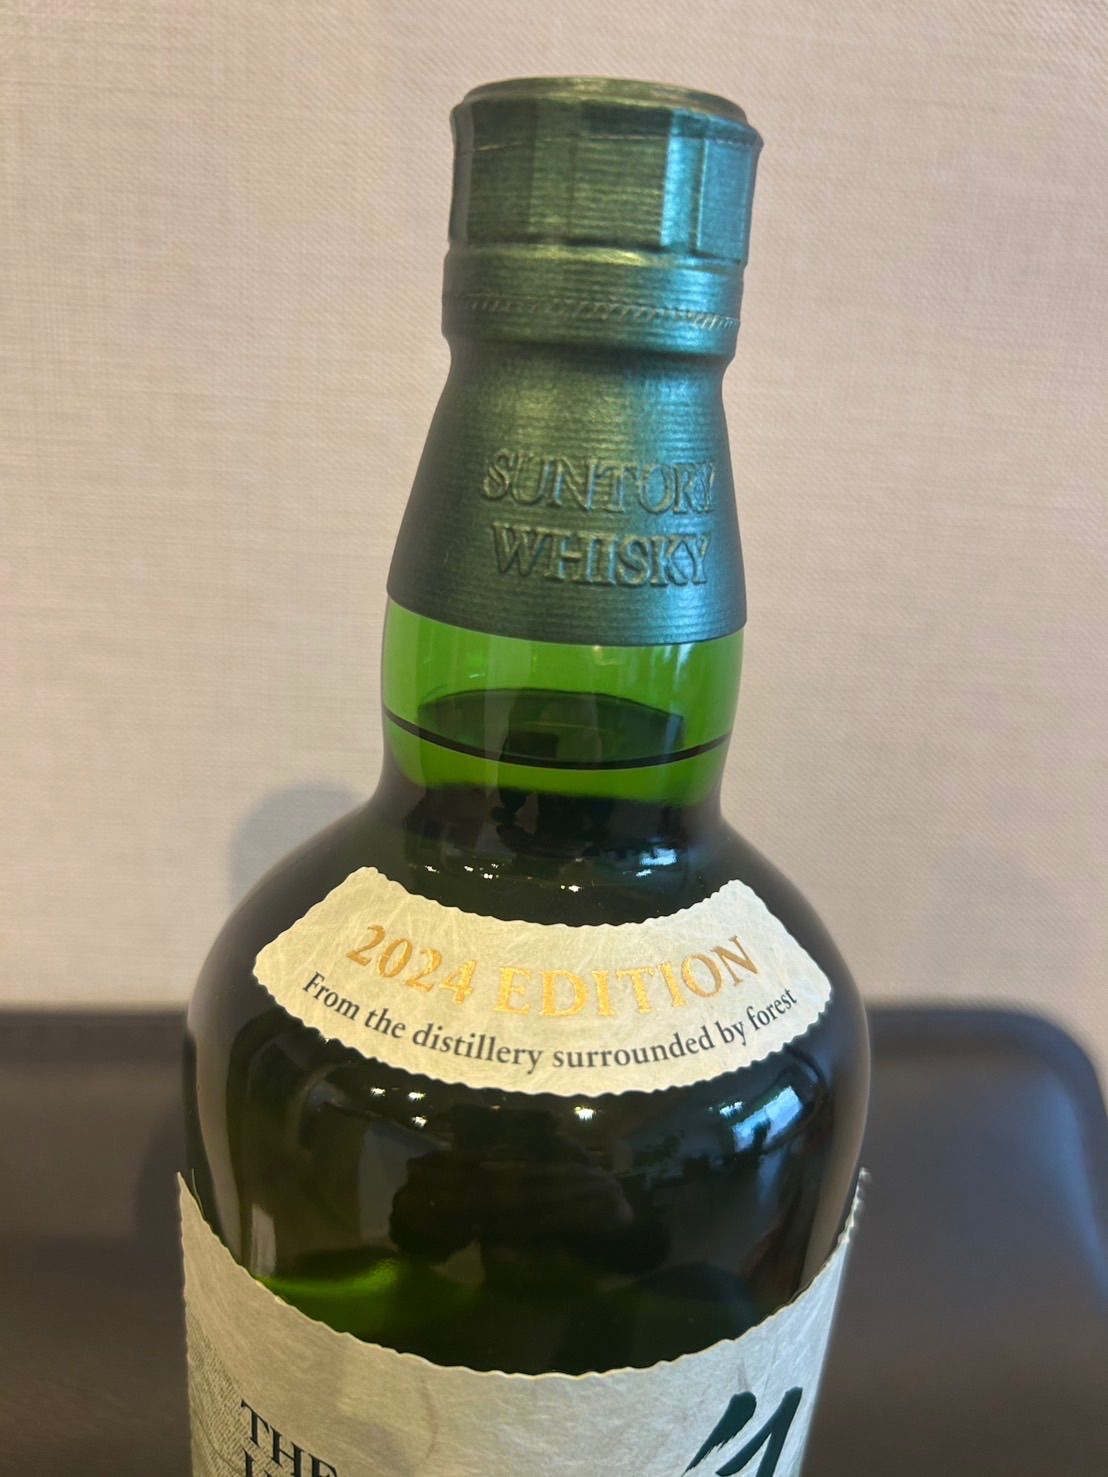 SUNTORY
WHISKY
2024 EDITION
From the distillery surrounded by forest
THE